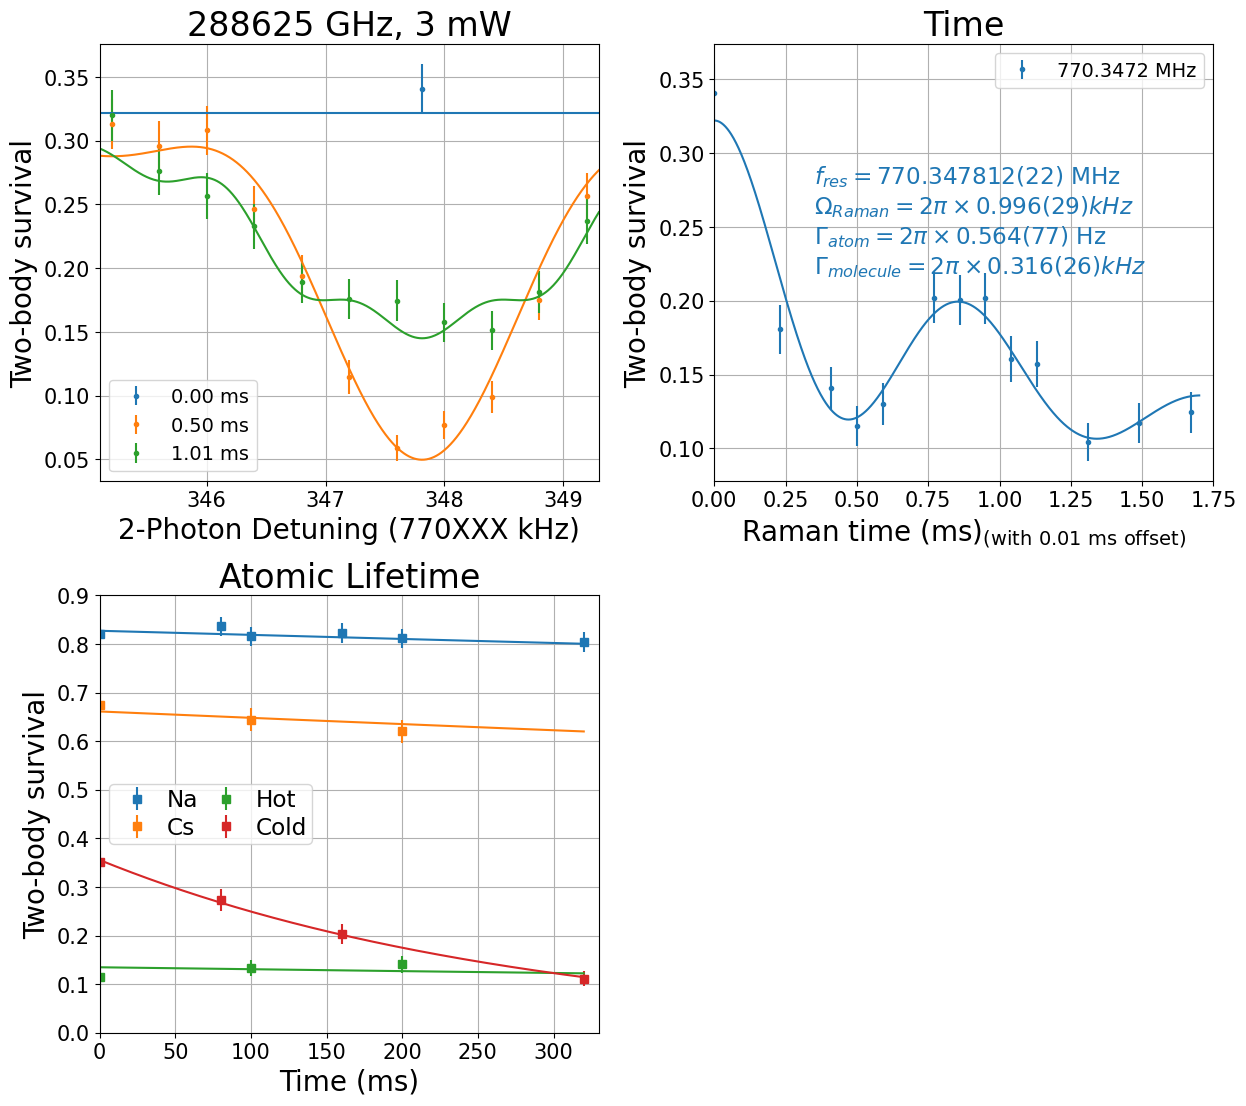 288625 GHz, 3 mW
Two-body survival
0.35
0.30
0.25
0.20
0.15
0.10
0.05
0.00 ms
0.50 ms
1.01 ms
346 347 348 349
2-Photon Detuning (770XXX kHz)
Time
Two-body survival
0.35
0.30
0.25
0.20
0.15
0.10
770.3472 MHz
f_res = 770.347812(22) MHz
Ω_Raman = 2π × 0.996(29)kHz
Γ_atom = 2π × 0.564(77) Hz
Γ_molecule = 2π × 0.316(26)kHz
0.00 0.25 0.50 0.75 1.00 1.25 1.50 1.75
Raman time (ms)(with 0.01 ms offset)
Atomic Lifetime
Two-body survival
0.9
0.8
0.7
0.6
0.5
0.4
0.3
0.2
0.1
0.0
Na Hot
Cs Cold
0 50 100 150 200 250 300
Time (ms)